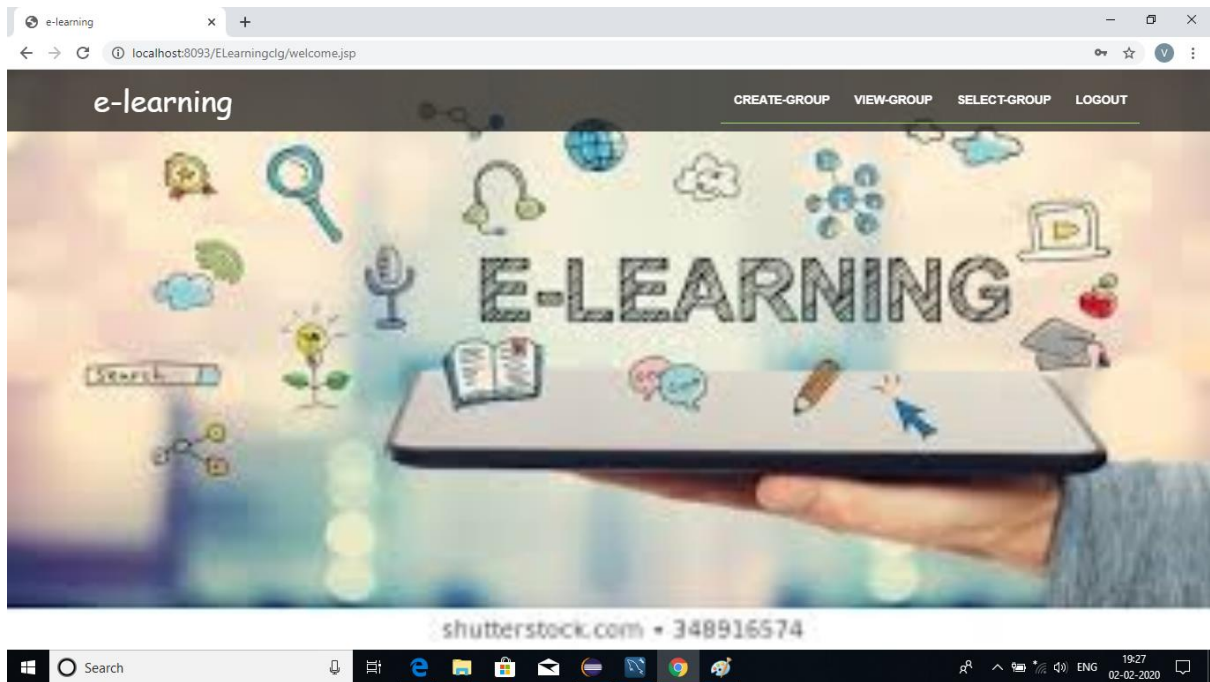 e-learning
localhost:8093/ELearningclg/welcome.jsp
V
e-learning
CREATE-GROUP VIEW-GROUP SELECT-GROUP LOGOUT
E-LEARNING
Search
shutterstock.com • 348916574
Search
ENG
19:27
02-02-2020